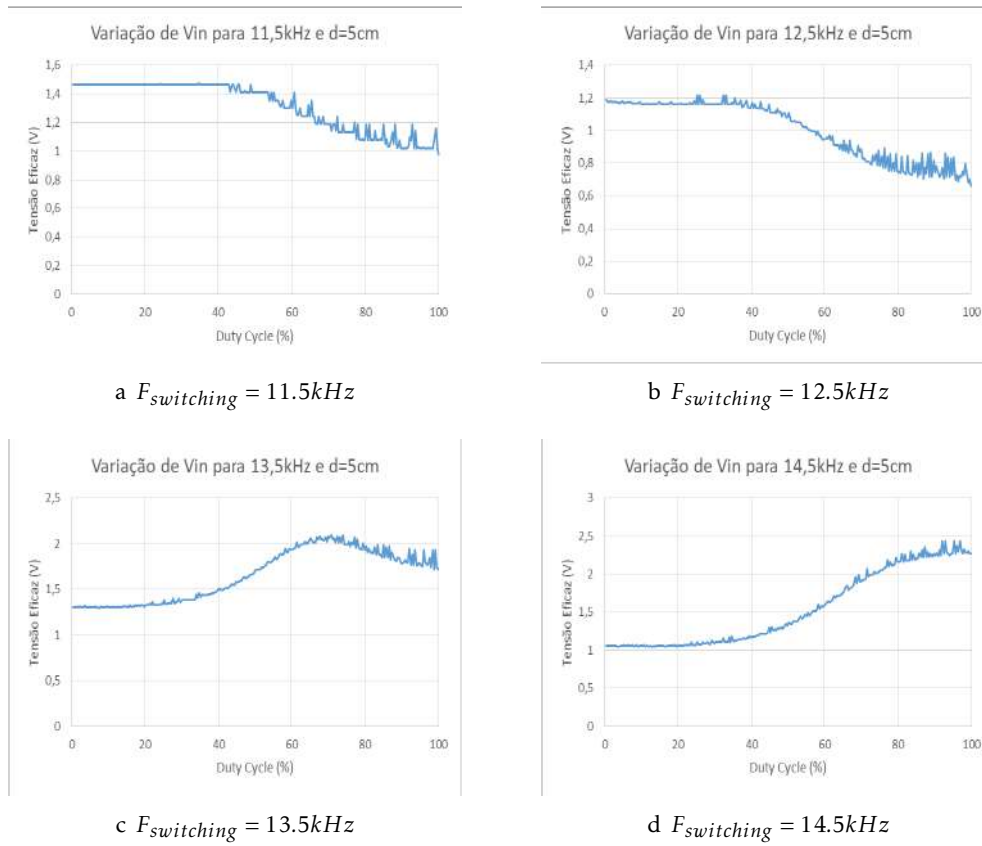 Variação de Vin para 11,5kHz e d=5cm
1,6
1,4
1,2
1
0,8
0,6
0,4
0,2
0
Tensão Eficaz (V)
0 20 40 60 80 100
Duty Cycle (%)
a F_switching = 11.5kHz
Variação de Vin para 12,5kHz e d=5cm
1,4
1,2
1
0,8
0,6
0,4
0,2
0
Tensão Eficaz (V)
0 20 40 60 80 100
Duty Cycle (%)
b F_switching = 12.5kHz
Variação de Vin para 13,5kHz e d=5cm
2,5
2
1,5
1
0,5
0
Tensão Eficaz (V)
0 20 40 60 80 100
Duty Cycle (%)
c F_switching = 13.5kHz
Variação de Vin para 14,5kHz e d=5cm
3
2,5
2
1,5
1
0,5
0
Tensão Eficaz (V)
0 20 40 60 80 100
Duty Cycle (%)
d F_switching = 14.5kHz